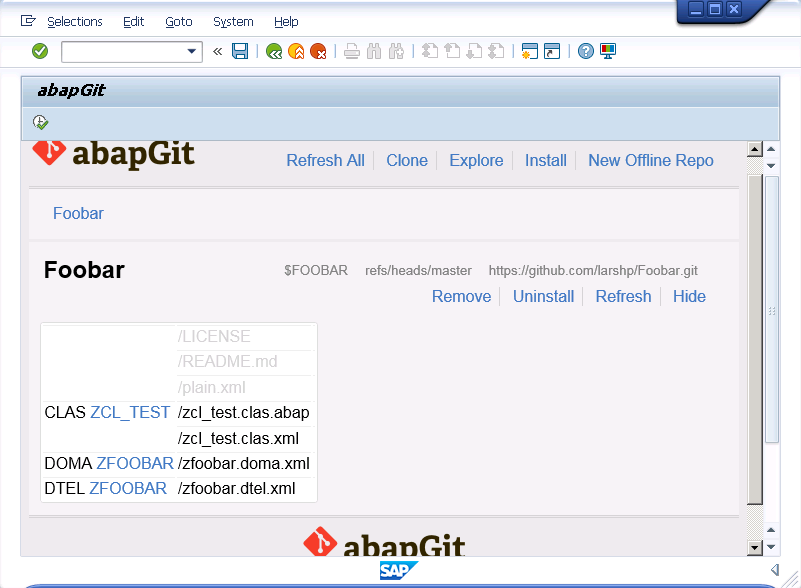 Selections Edit Goto System Help
«
abapGit
abapGit Refresh All Clone Explore Install New Offline Repo
Foobar
Foobar $FOOBAR refs/heads/master https://github.com/larshp/Foobar.git
Remove Uninstall Refresh Hide
/LICENSE
/README.md
/plain.xml
CLAS ZCL_TEST /zcl_test.clas.abap
/zcl_test.clas.xml
DOMA ZFOOBAR /zfoobar.doma.xml
DTEL ZFOOBAR /zfoobar.dtel.xml
abapGit
SAP